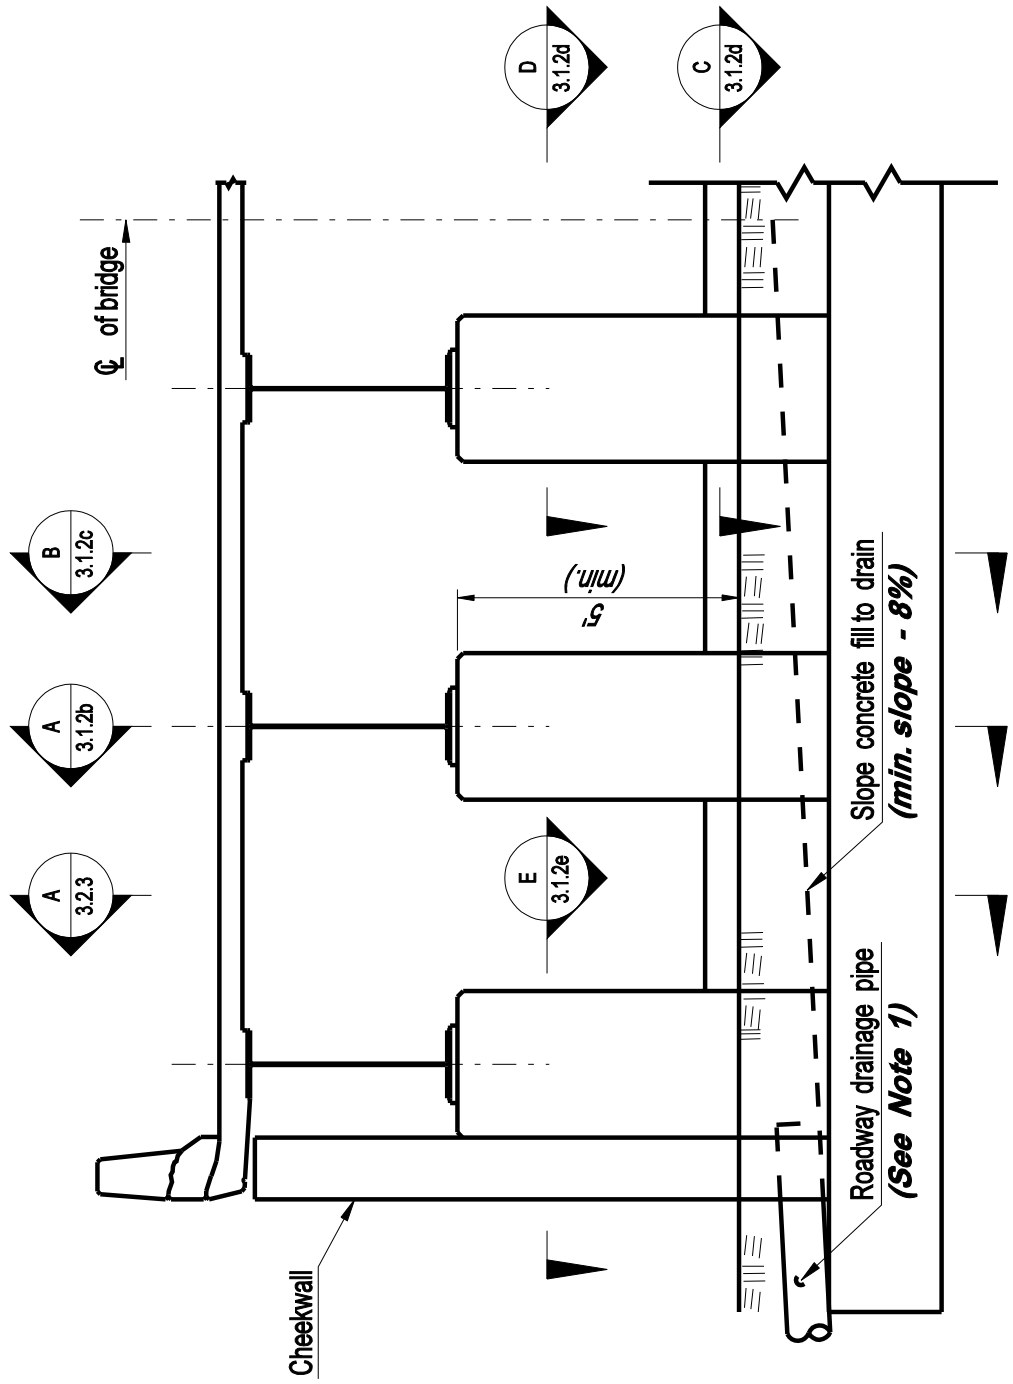 A
3.2.3
A
3.1.2b
B
3.1.2c
℄ of bridge
D
3.1.2d
C
3.1.2d
E
3.1.2e
5'
(min.)
Cheekwall
Roadway drainage pipe
(See Note 1)
Slope concrete fill to drain
(min. slope - 8%)